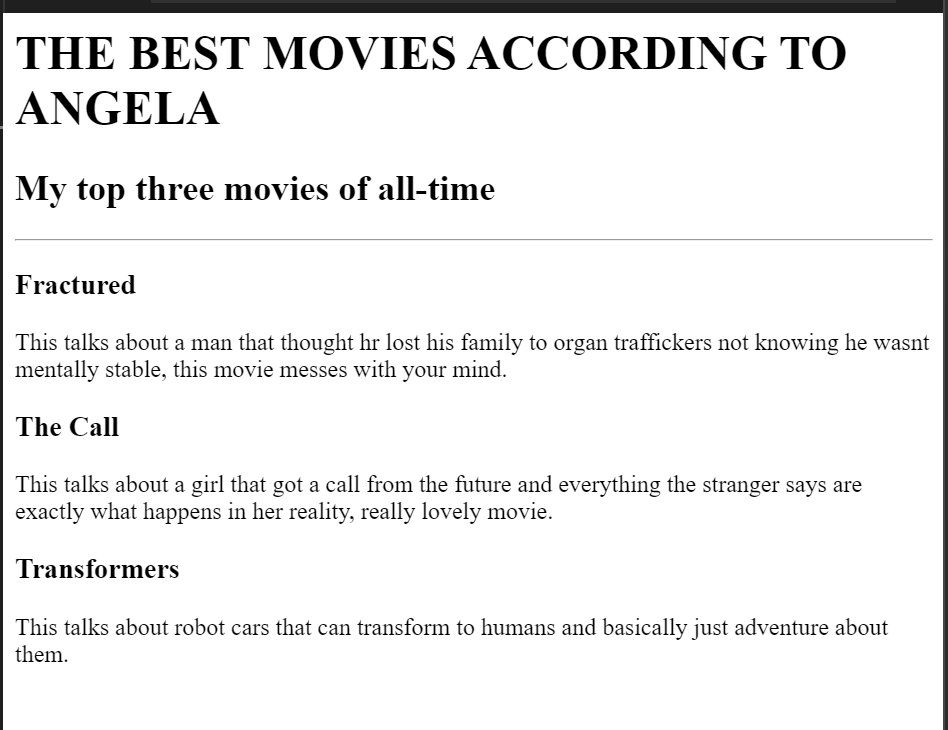 THE BEST MOVIES ACCORDING TO
ANGELA
My top three movies of all-time
Fractured
This talks about a man that thought hr lost his family to organ traffickers not knowing he wasnt
mentally stable, this movie messes with your mind.
The Call
This talks about a girl that got a call from the future and everything the stranger says are
exactly what happens in her reality, really lovely movie.
Transformers
This talks about robot cars that can transform to humans and basically just adventure about
them.